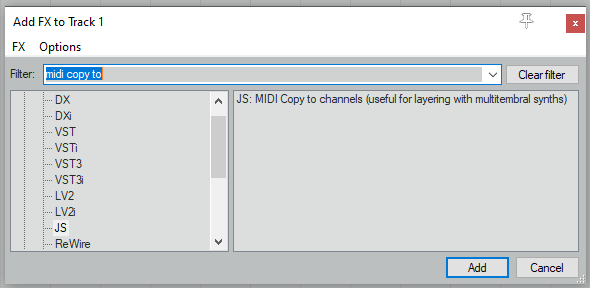 Add FX to Track 1
FX Options
Filter: midi copy to Clear filter
DX
DXi
VST
VSTi
VST3
VST3i
LV2
LV2i
JS
ReWire
JS: MIDI Copy to channels (useful for layering with multitembral synths)
Add Cancel